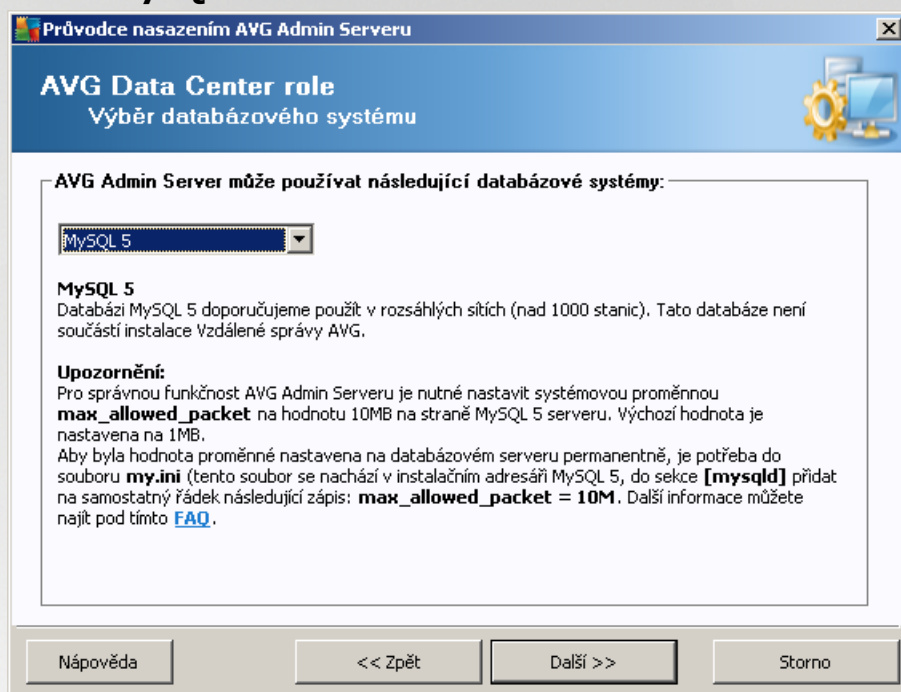 Průvodce nasazením AVG Admin Serveru
AVG Data Center role
Výběr databázového systému
AVG Admin Server může používat následující databázové systémy:
MySQL 5
MySQL 5
Databázi MySQL 5 doporučujeme použít v rozsáhlých sítích (nad 1000 stanic). Tato databáze není
součástí instalace Vzdálené správy AVG.
Upozornění:
Pro správnou funkčnost AVG Admin Serveru je nutné nastavit systémovou proměnnou
max_allowed_packet na hodnotu 10MB na straně MySQL 5 serveru. Výchozí hodnota je
nastavena na 1MB.
Aby byla hodnota proměnné nastavena na databázovém serveru permanentně, je potřeba do
souboru my.ini (tento soubor se nachází v instalačním adresáři MySQL 5, do sekce [mysqld] přidat
na samostatný řádek následující zápis: max_allowed_packet = 10M. Další informace můžete
najít pod tímto FAQ.
Nápověda
<< Zpět
Další >>
Storno